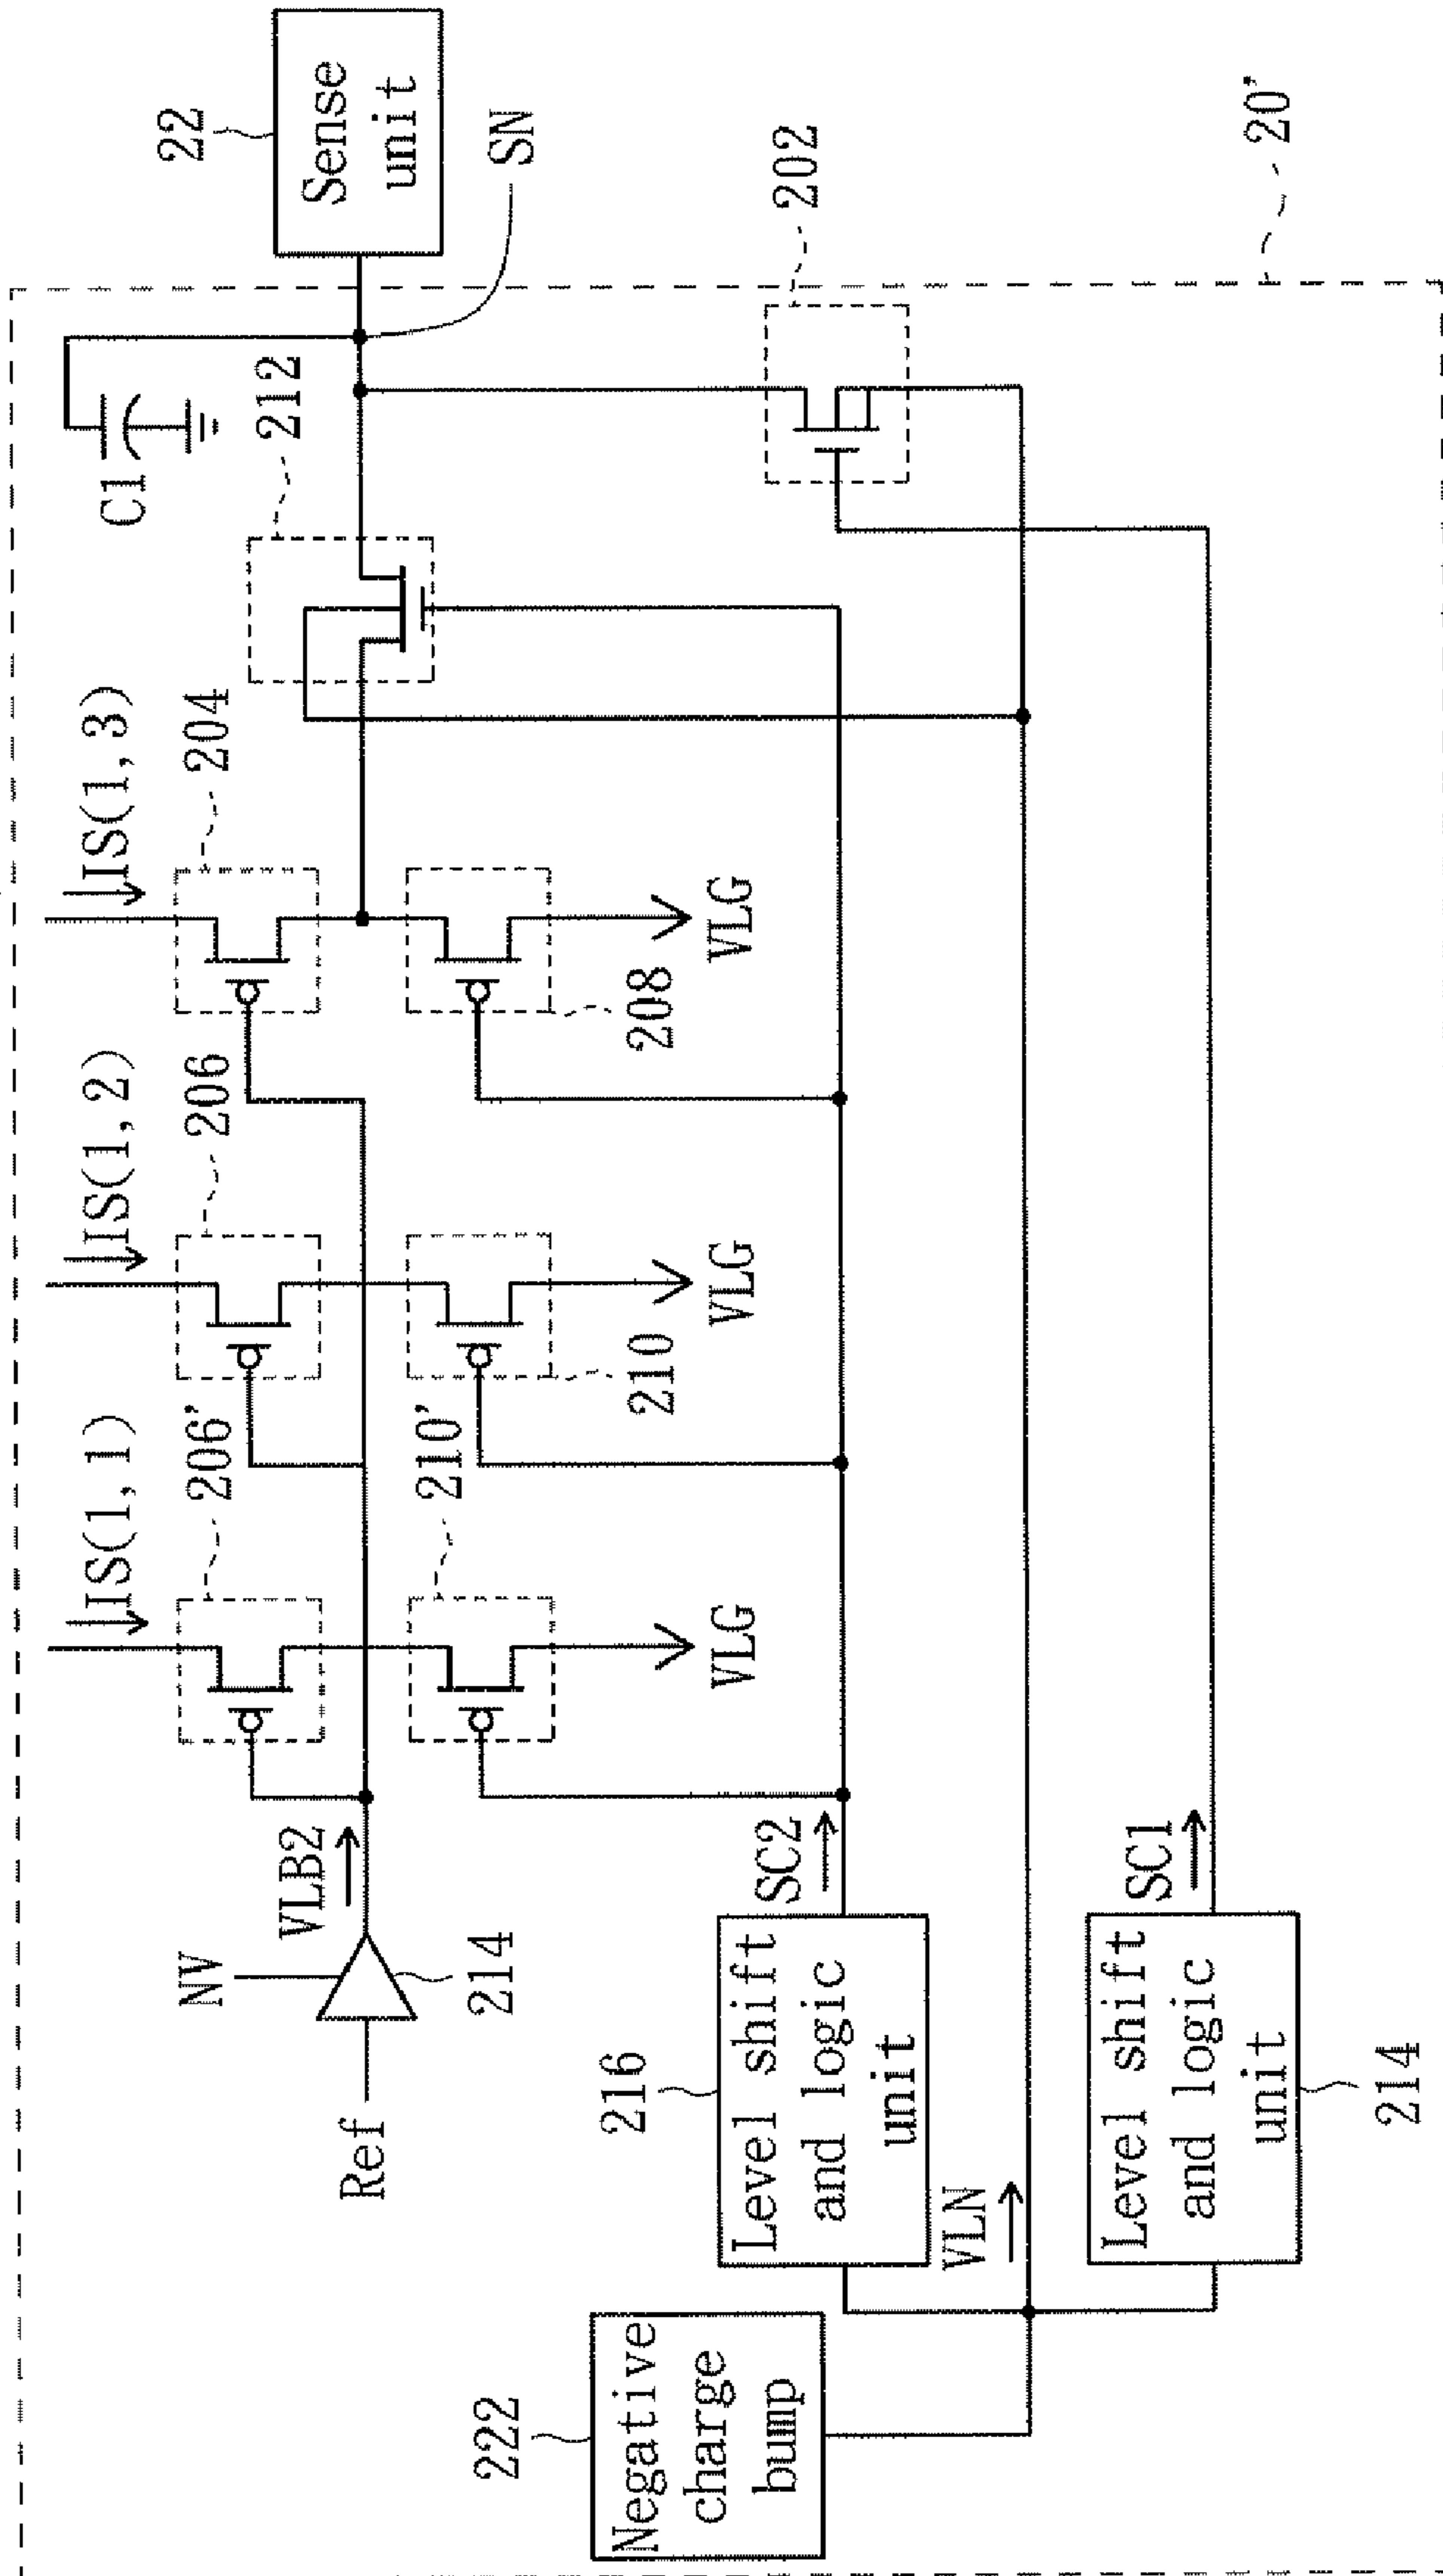 22
Sense
unit
SN
C1
212
202
20'
IS(1,3)
204
208
VLG
IS(1,2)
206
210
VLG
IS(1,1)
206'
210'
VLG
NV
VLB2
214
Ref
SC2
216
Level shift
and logic
unit
SC1
Level shift
and logic
unit
214
VLN
222
Negative
charge
bump